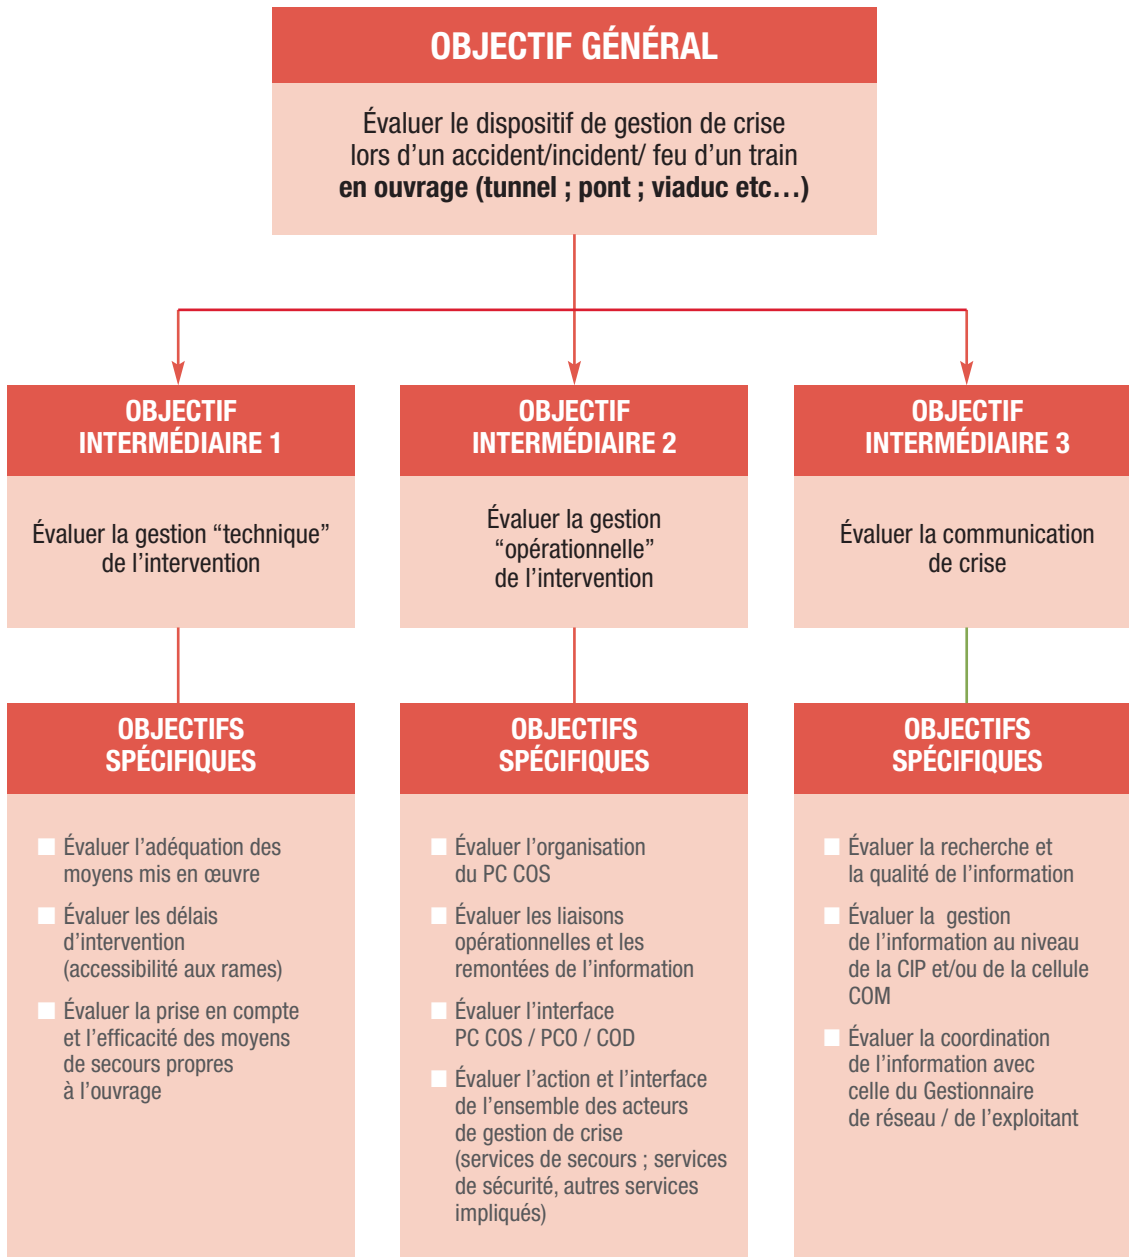 OBJECTIF GÉNÉRAL
Évaluer le dispositif de gestion de crise
lors d’un accident/incident/ feu d’un train
en ouvrage (tunnel ; pont ; viaduc etc…)
OBJECTIF
INTERMÉDIAIRE 1
Évaluer la gestion “technique”
de l’intervention
OBJECTIF
INTERMÉDIAIRE 2
Évaluer la gestion
“opérationnelle”
de l’intervention
OBJECTIF
INTERMÉDIAIRE 3
Évaluer la communication
de crise
OBJECTIFS
SPÉCIFIQUES
Évaluer l’adéquation des
moyens mis en œuvre
Évaluer les délais
d’intervention
(accessibilité aux rames)
Évaluer la prise en compte
et l’efficacité des moyens
de secours propres
à l’ouvrage
OBJECTIFS
SPÉCIFIQUES
Évaluer l’organisation
du PC COS
Évaluer les liaisons
opérationnelles et les
remontées de l’information
Évaluer l’interface
PC COS / PCO / COD
Évaluer l’action et l’interface
de l’ensemble des acteurs
de gestion de crise
(services de secours ; services
de sécurité, autres services
impliqués)
OBJECTIFS
SPÉCIFIQUES
Évaluer la recherche et
la qualité de l’information
Évaluer la  gestion
de l’information au niveau
de la CIP et/ou de la cellule
COM
Évaluer la coordination
de l’information avec
celle du Gestionnaire
de réseau / de l’exploitant